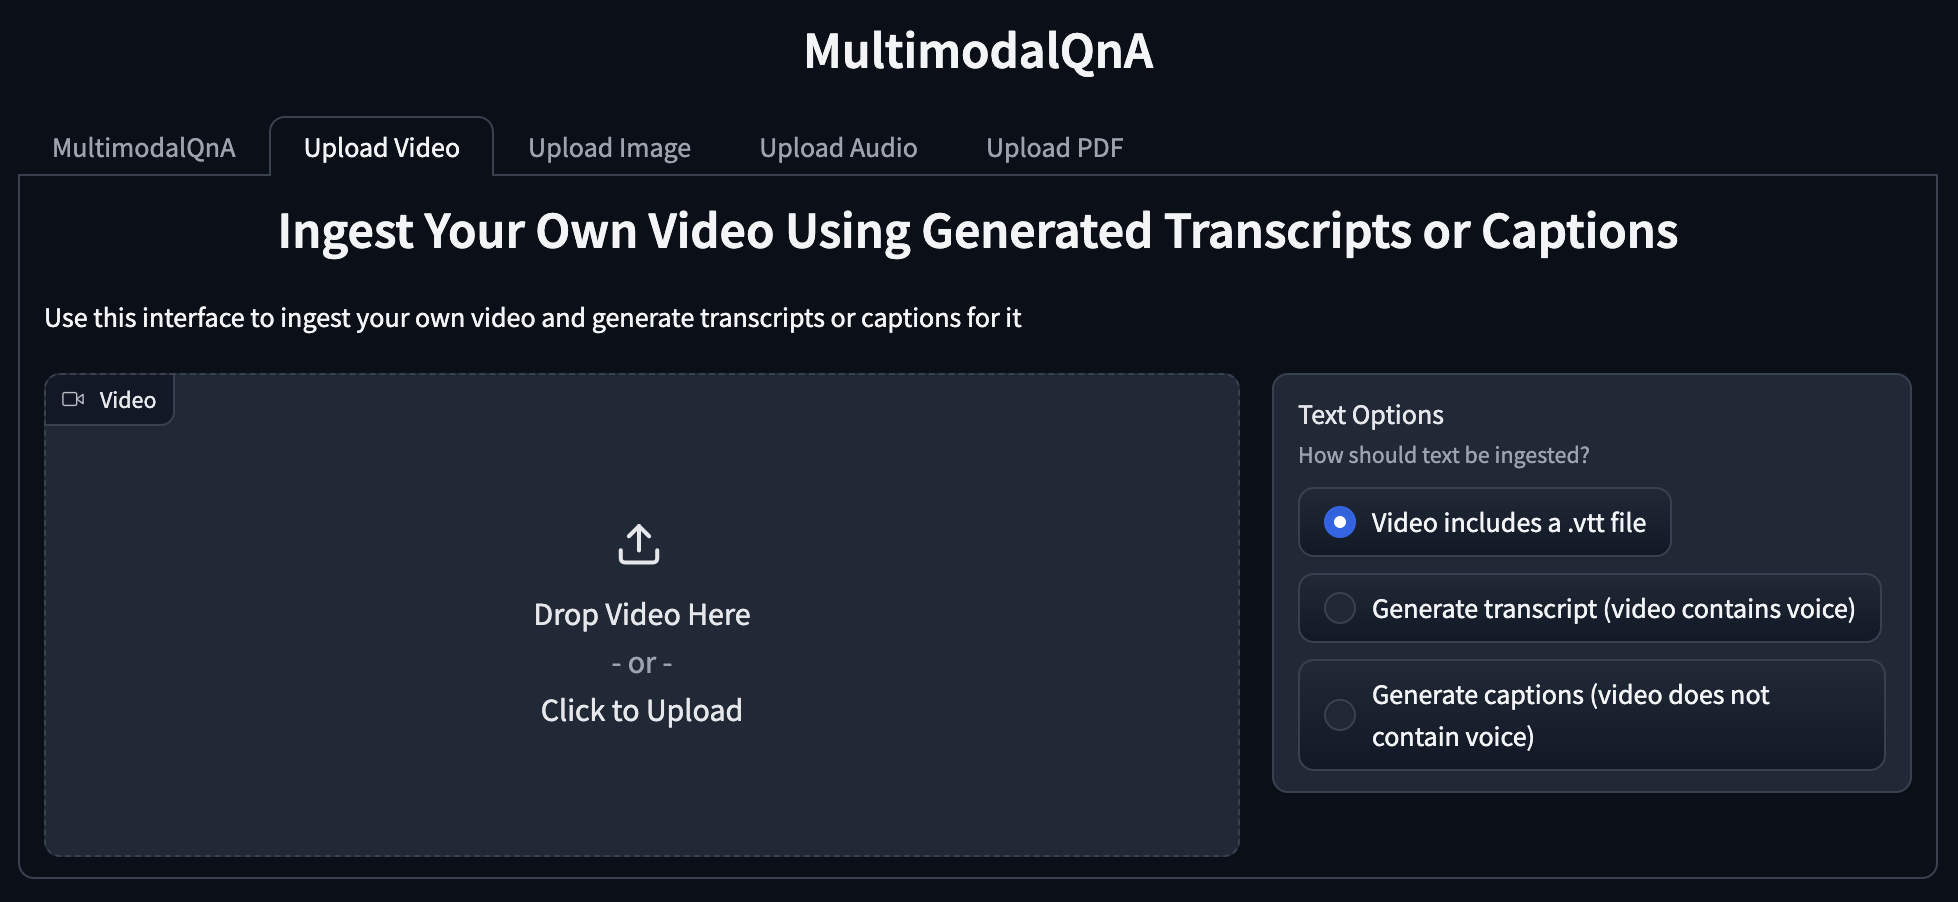 MultimodalQnA
MultimodalQnA
Upload Video
Upload Image
Upload Audio
Upload PDF
Ingest Your Own Video Using Generated Transcripts or Captions
Use this interface to ingest your own video and generate transcripts or captions for it
Video
Drop Video Here
- or -
Click to Upload
Text Options
How should text be ingested?
Video includes a .vtt file
Generate transcript (video contains voice)
Generate captions (video does not
contain voice)